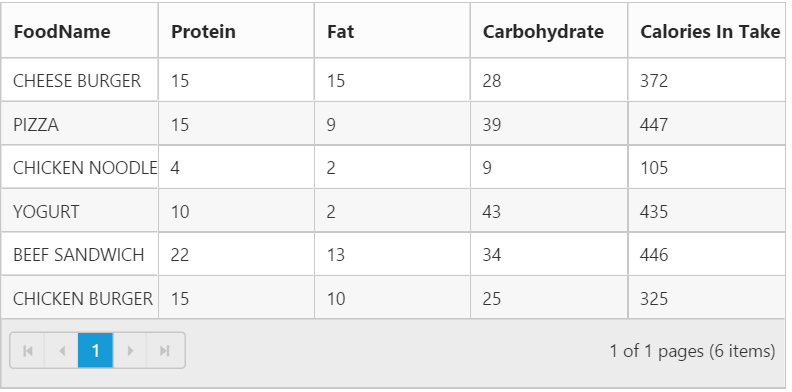 FoodName Protein Fat Carbohydrate Calories In Take
CHEESE BURGER 15 15 28 372
PIZZA 15 9 39 447
CHICKEN NOODLE 4 2 9 105
YOGURT 10 2 43 435
BEEF SANDWICH 22 13 34 446
CHICKEN BURGER 15 10 25 325
1 1 of 1 pages (6 items)